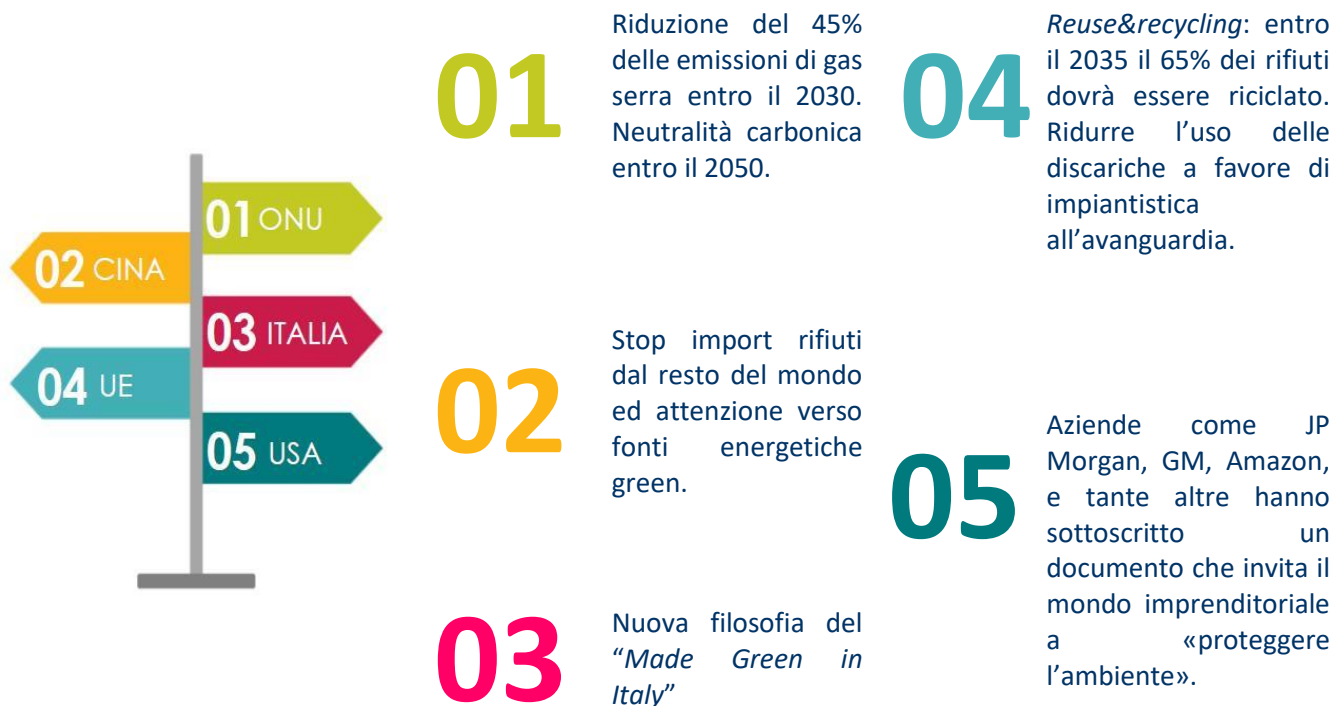 01 ONU
02 CINA
03 ITALIA
04 UE
05 USA
01
Riduzione del 45%
delle emissioni di gas
serra entro il 2030.
Neutralità carbonica
entro il 2050.
02
Stop import rifiuti
dal resto del mondo
ed attenzione verso
fonti energetiche
green.
03
Nuova filosofia del
“Made Green in
Italy”
04
Reuse&recycling: entro
il 2035 il 65% dei rifiuti
dovrà essere riciclato.
Ridurre l’uso delle
discariche a favore di
impiantistica
all’avanguardia.
05
Aziende come JP
Morgan, GM, Amazon,
e tante altre hanno
sottoscritto un
documento che invita il
mondo imprenditoriale
a «proteggere
l’ambiente».